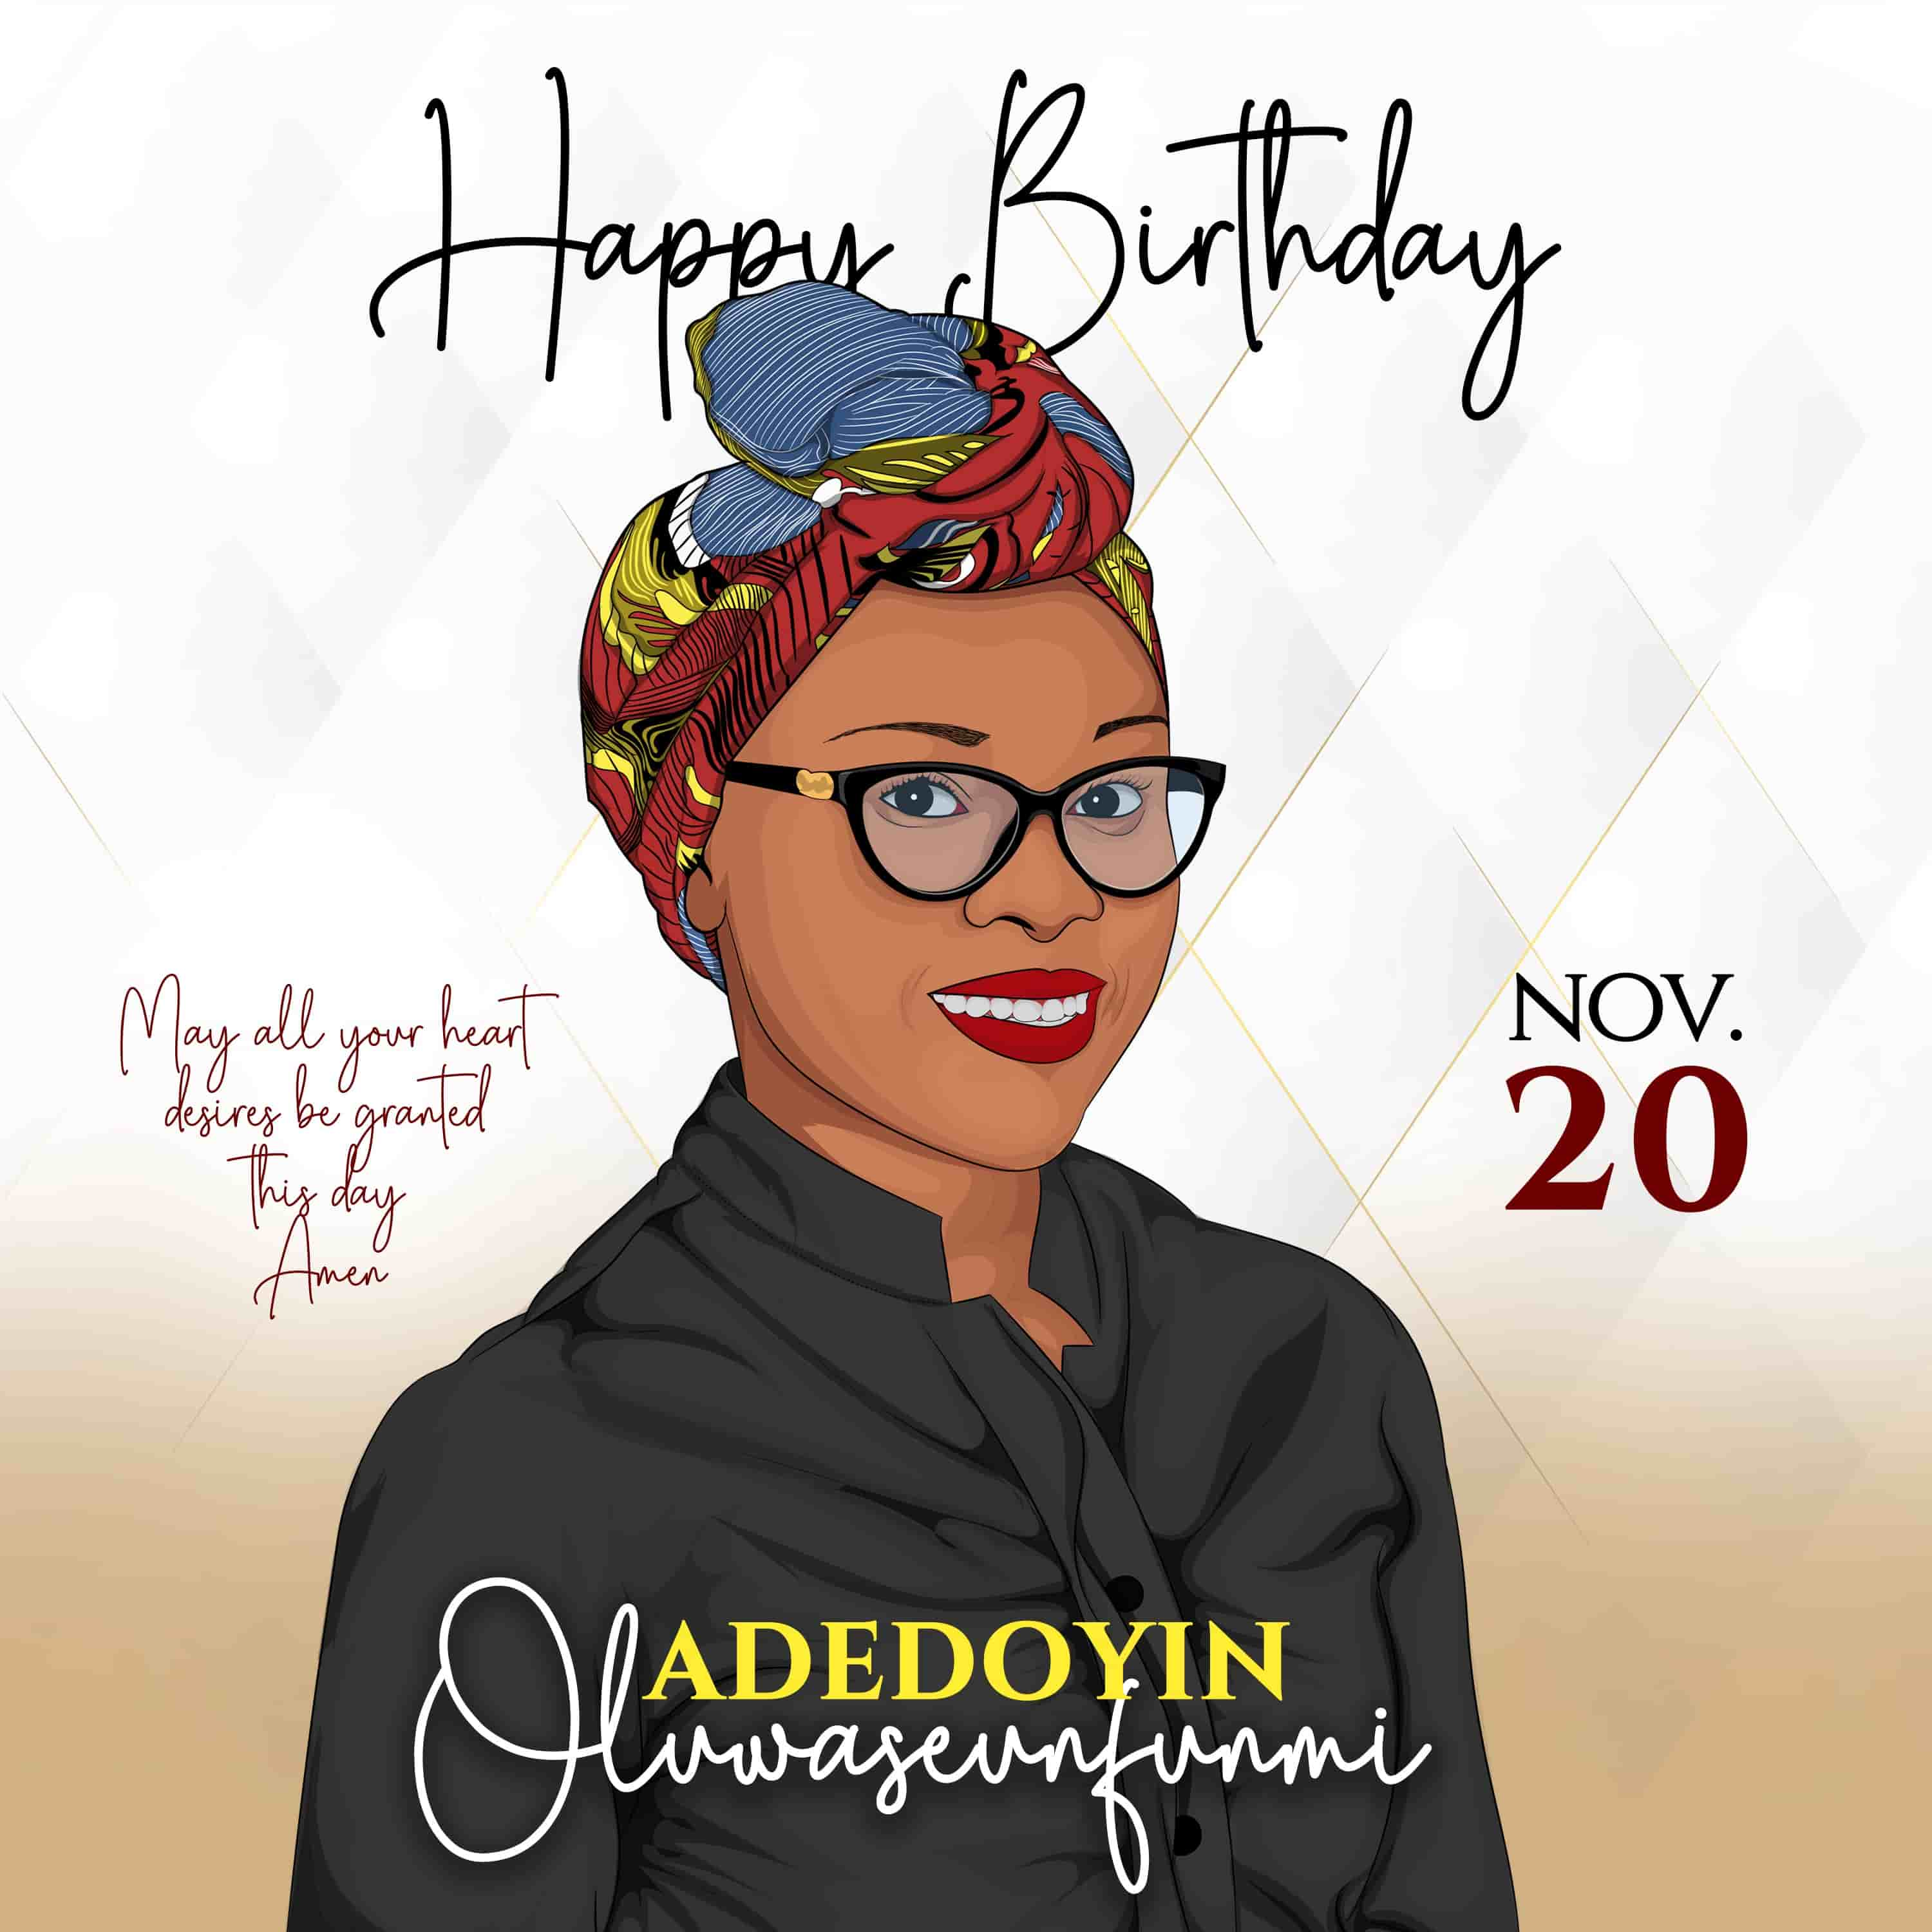 Happy Birthday
May all your heart
desires be granted
this day
Amen
NOV.
20
ADEDOYIN
Oluwaseunfunmi